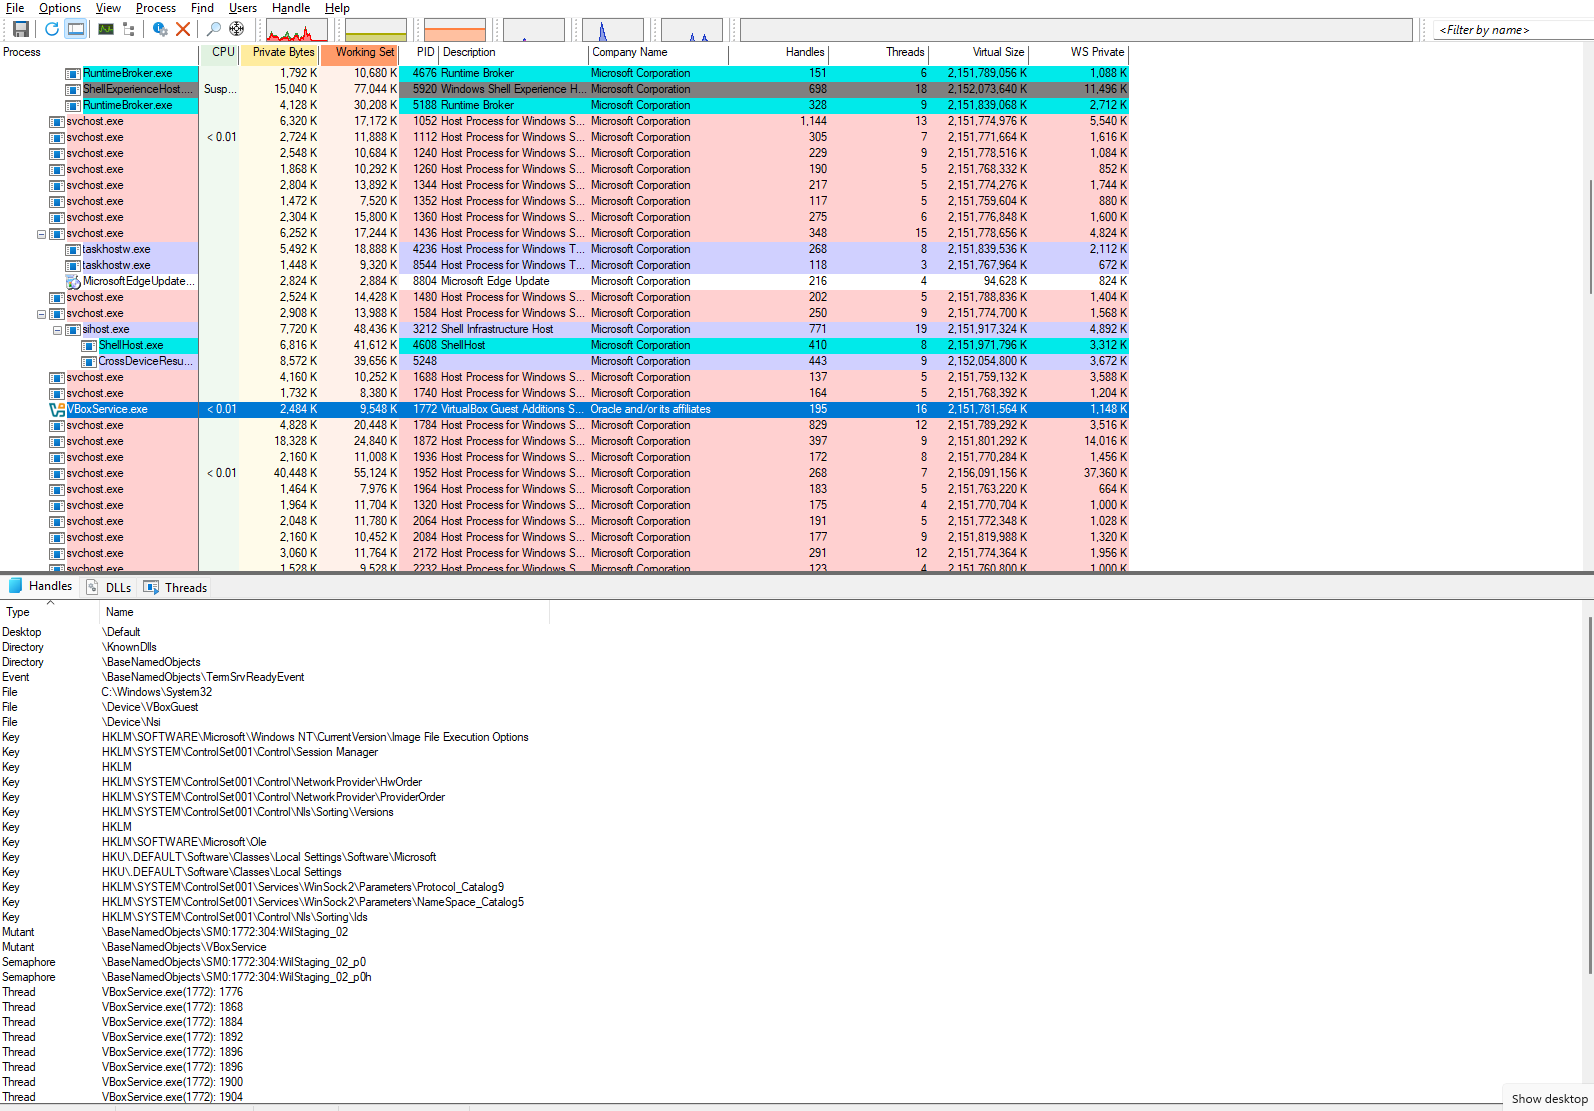 File Options View Process Find Users Handle Help
<Filter by name>
Process CPU Private Bytes Working Set PID Description Company Name Handles Threads Virtual Size WS Private
RuntimeBroker.exe 1,792 K 10,680 K 4676 Runtime Broker Microsoft Corporation 151 6 2,151,789,056 K 1,088 K
ShellExperienceHost.... Susp... 15,040 K 77,044 K 5920 Windows Shell Experience H... Microsoft Corporation 698 18 2,152,073,640 K 11,496 K
RuntimeBroker.exe 4,128 K 30,208 K 5188 Runtime Broker Microsoft Corporation 328 9 2,151,839,068 K 2,712 K
svchost.exe 6,320 K 17,172 K 1052 Host Process for Windows S... Microsoft Corporation 1,144 13 2,151,774,976 K 5,540 K
svchost.exe < 0.01 2,724 K 11,888 K 1112 Host Process for Windows S... Microsoft Corporation 305 7 2,151,771,664 K 1,616 K
svchost.exe 2,548 K 10,684 K 1240 Host Process for Windows S... Microsoft Corporation 229 9 2,151,778,516 K 1,084 K
svchost.exe 1,868 K 10,292 K 1260 Host Process for Windows S... Microsoft Corporation 190 5 2,151,768,332 K 852 K
svchost.exe 2,804 K 13,892 K 1344 Host Process for Windows S... Microsoft Corporation 217 5 2,151,774,276 K 1,744 K
svchost.exe 1,472 K 7,520 K 1352 Host Process for Windows S... Microsoft Corporation 117 5 2,151,759,604 K 880 K
svchost.exe 2,304 K 15,800 K 1360 Host Process for Windows S... Microsoft Corporation 275 6 2,151,776,848 K 1,600 K
svchost.exe 6,252 K 17,244 K 1436 Host Process for Windows S... Microsoft Corporation 348 15 2,151,778,656 K 4,824 K
taskhostw.exe 5,492 K 18,888 K 4236 Host Process for Windows T... Microsoft Corporation 268 8 2,151,839,536 K 2,112 K
taskhostw.exe 1,448 K 9,320 K 8544 Host Process for Windows T... Microsoft Corporation 118 3 2,151,767,964 K 672 K
MicrosoftEdgeUpdate... 2,824 K 2,884 K 8804 Microsoft Edge Update Microsoft Corporation 216 4 94,628 K 824 K
svchost.exe 2,524 K 14,428 K 1480 Host Process for Windows S... Microsoft Corporation 202 5 2,151,788,836 K 1,404 K
svchost.exe 2,908 K 13,988 K 1584 Host Process for Windows S... Microsoft Corporation 250 9 2,151,774,700 K 1,568 K
sihost.exe 7,720 K 48,436 K 3212 Shell Infrastructure Host Microsoft Corporation 771 19 2,151,917,324 K 4,892 K
ShellHost.exe 6,816 K 41,612 K 4608 ShellHost Microsoft Corporation 410 8 2,151,971,796 K 3,312 K
CrossDeviceResu... 8,572 K 39,656 K 5248 Microsoft Corporation 443 9 2,152,054,800 K 3,672 K
svchost.exe 4,160 K 10,252 K 1688 Host Process for Windows S... Microsoft Corporation 137 5 2,151,759,132 K 3,588 K
svchost.exe 1,732 K 8,380 K 1740 Host Process for Windows S... Microsoft Corporation 164 5 2,151,768,392 K 1,204 K
VBoxService.exe < 0.01 2,484 K 9,548 K 1772 VirtualBox Guest Additions S... Oracle and/or its affiliates 195 16 2,151,781,564 K 1,148 K
svchost.exe 4,828 K 20,448 K 1784 Host Process for Windows S... Microsoft Corporation 829 12 2,151,789,292 K 3,516 K
svchost.exe 18,328 K 24,840 K 1872 Host Process for Windows S... Microsoft Corporation 397 9 2,151,801,292 K 14,016 K
svchost.exe 2,160 K 11,008 K 1936 Host Process for Windows S... Microsoft Corporation 172 8 2,151,770,284 K 1,456 K
svchost.exe < 0.01 40,448 K 55,124 K 1952 Host Process for Windows S... Microsoft Corporation 268 7 2,156,091,156 K 37,360 K
svchost.exe 1,464 K 7,976 K 1964 Host Process for Windows S... Microsoft Corporation 183 5 2,151,763,220 K 664 K
svchost.exe 1,964 K 11,704 K 1320 Host Process for Windows S... Microsoft Corporation 175 4 2,151,770,704 K 1,000 K
svchost.exe 2,048 K 11,780 K 2064 Host Process for Windows S... Microsoft Corporation 191 5 2,151,772,348 K 1,028 K
svchost.exe 2,160 K 10,452 K 2084 Host Process for Windows S... Microsoft Corporation 177 9 2,151,819,988 K 1,320 K
svchost.exe 3,060 K 11,764 K 2172 Host Process for Windows S... Microsoft Corporation 291 12 2,151,774,364 K 1,956 K
svchost.exe 1,528 K 9,528 K 2232 Host Process for Windows S... Microsoft Corporation 123 4 2,151,760,800 K 1,000 K
Handles DLLs Threads
Type Name
Desktop \Default
Directory \KnownDlls
Directory \BaseNamedObjects
Event \BaseNamedObjects\TermSrvReadyEvent
File C:\Windows\System32
File \Device\VBoxGuest
File \Device\Nsi
Key HKLM\SOFTWARE\Microsoft\Windows NT\CurrentVersion\Image File Execution Options
Key HKLM\SYSTEM\ControlSet001\Control\Session Manager
Key HKLM
Key HKLM\SYSTEM\ControlSet001\Control\NetworkProvider\HwOrder
Key HKLM\SYSTEM\ControlSet001\Control\NetworkProvider\ProviderOrder
Key HKLM\SYSTEM\ControlSet001\Control\Nls\Sorting\Versions
Key HKLM
Key HKLM\SOFTWARE\Microsoft\Ole
Key HKU\.DEFAULT\Software\Classes\Local Settings\Software\Microsoft
Key HKU\.DEFAULT\Software\Classes\Local Settings
Key HKLM\SYSTEM\ControlSet001\Services\WinSock2\Parameters\Protocol_Catalog9
Key HKLM\SYSTEM\ControlSet001\Services\WinSock2\Parameters\NameSpace_Catalog5
Key HKLM\SYSTEM\ControlSet001\Control\Nls\Sorting\Ids
Mutant \BaseNamedObjects\SM0:1772:304:WilStaging_02
Mutant \BaseNamedObjects\VBoxService
Semaphore \BaseNamedObjects\SM0:1772:304:WilStaging_02_p0
Semaphore \BaseNamedObjects\SM0:1772:304:WilStaging_02_p0h
Thread VBoxService.exe(1772): 1776
Thread VBoxService.exe(1772): 1868
Thread VBoxService.exe(1772): 1884
Thread VBoxService.exe(1772): 1892
Thread VBoxService.exe(1772): 1896
Thread VBoxService.exe(1772): 1896
Thread VBoxService.exe(1772): 1900
Thread VBoxService.exe(1772): 1904
Show desktop